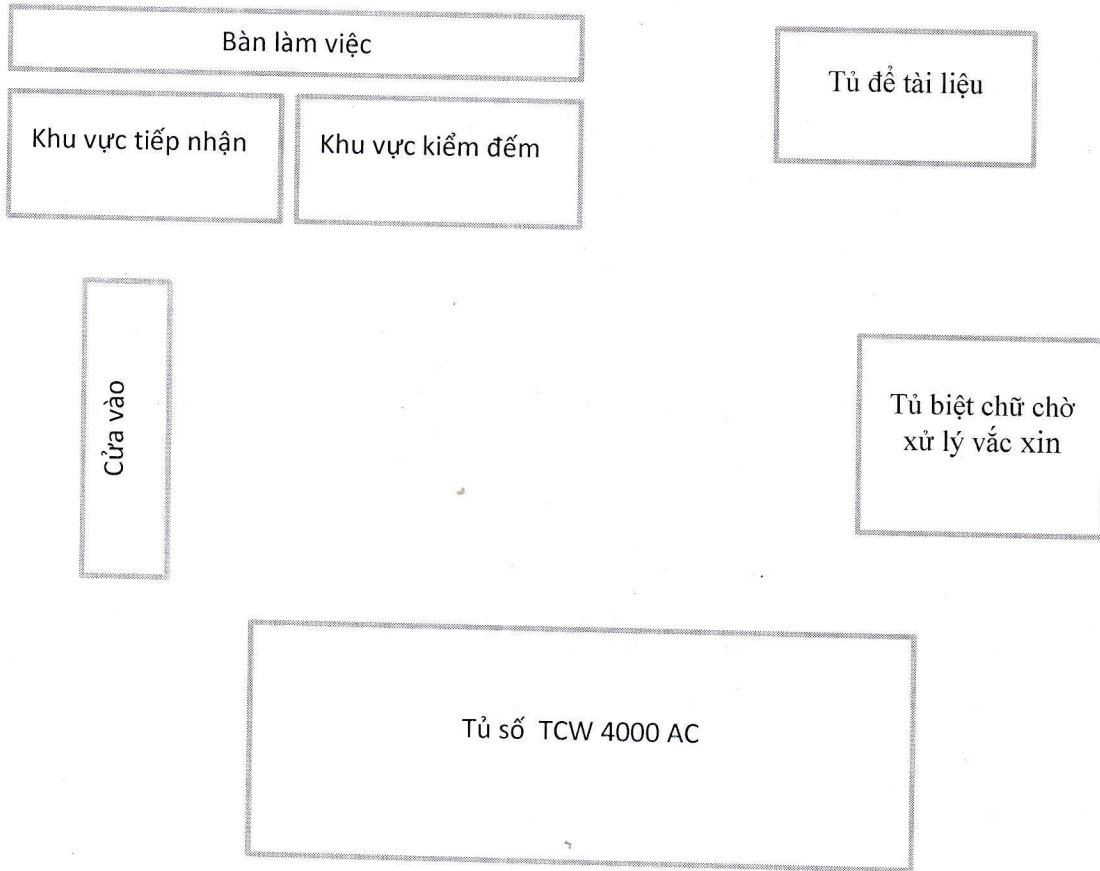 Bàn làm việc
Tủ để tài liệu
Khu vực tiếp nhận
Khu vực kiểm đếm
Cửa vào
Tủ biệt chữ chờ
xử lý vắc xin
Tủ số TCW 4000 AC